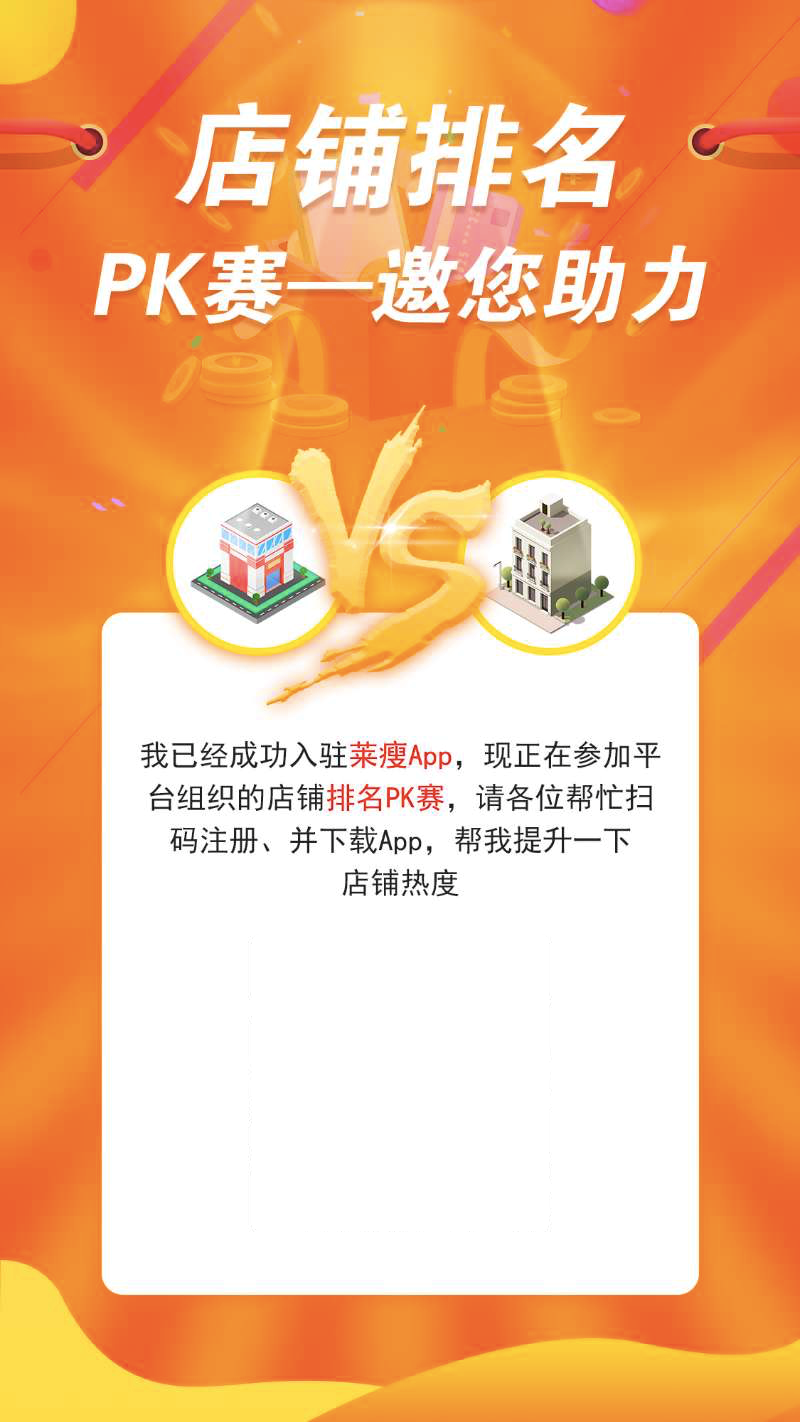 店铺排名
PK赛—邀您助力
VS
我已经成功入驻莱瘦App，现正在参加平
台组织的店铺排名PK赛，请各位帮忙扫
码注册、并下载App，帮我提升一下
店铺热度